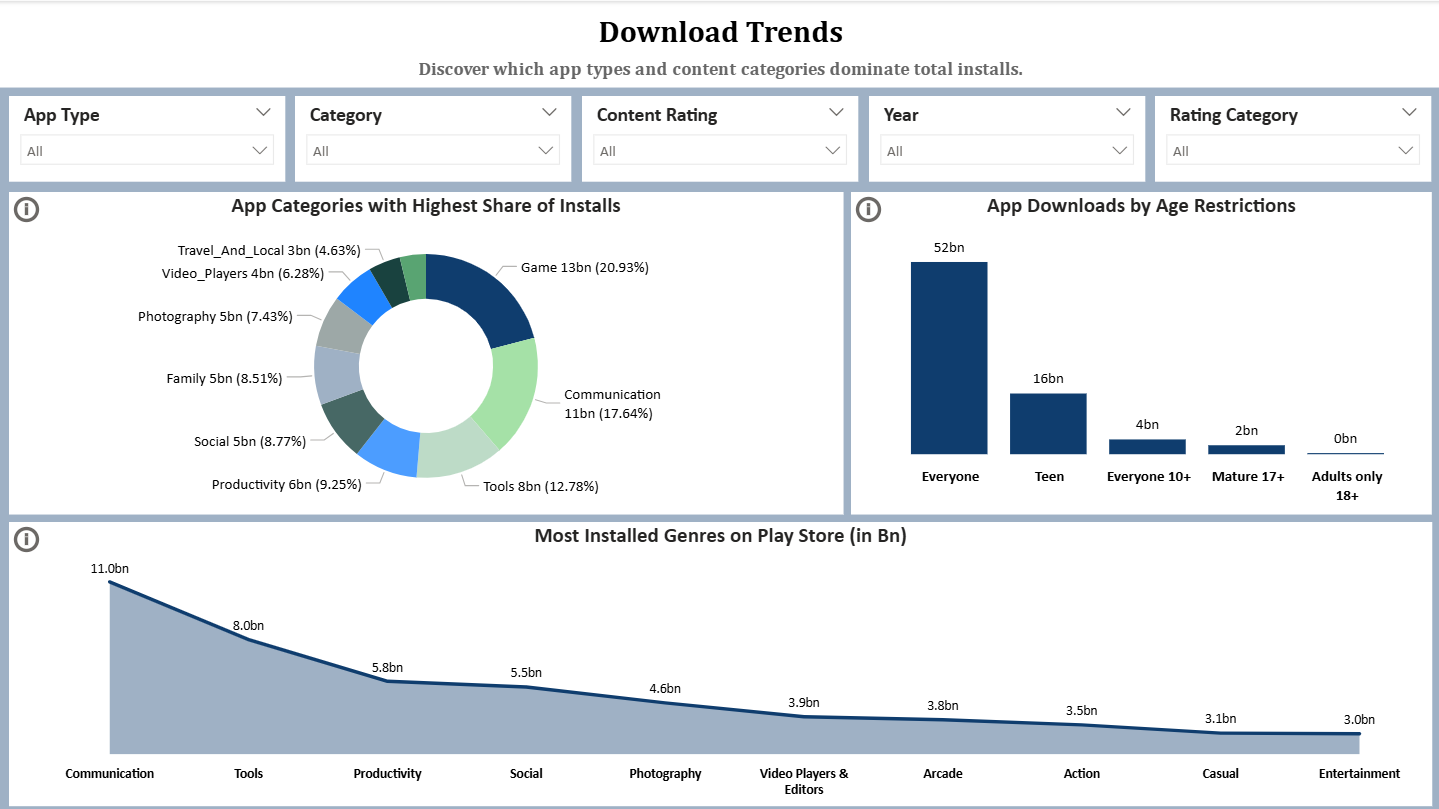 Download Trends
Discover which app types and content categories dominate total installs.
App Type
All
Category
All
Content Rating
All
Year
All
Rating Category
All
App Categories with Highest Share of Installs
Travel_And_Local 3bn (4.63%)
Video_Players 4bn (6.28%)
Photography 5bn (7.43%)
Family 5bn (8.51%)
Social 5bn (8.77%)
Productivity 6bn (9.25%)
Tools 8bn (12.78%)
Communication
11bn (17.64%)
Game 13bn (20.93%)
App Downloads by Age Restrictions
52bn
16bn
4bn
2bn
0bn
Everyone
Teen
Everyone 10+
Mature 17+
Adults only
18+
Most Installed Genres on Play Store (in Bn)
11.0bn
8.0bn
5.8bn
5.5bn
4.6bn
3.9bn
3.8bn
3.5bn
3.1bn
3.0bn
Communication
Tools
Productivity
Social
Photography
Video Players &
Editors
Arcade
Action
Casual
Entertainment